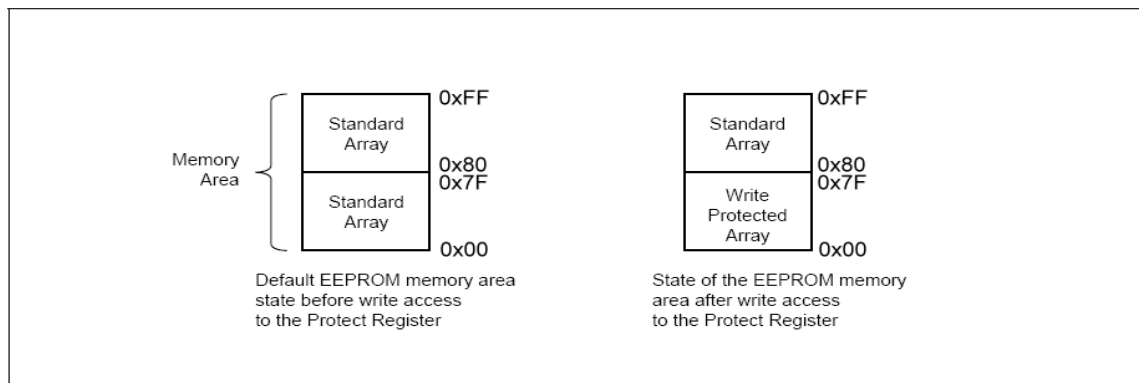 Memory
Area
Standard
Array
Standard
Array
0xFF
0x80
0x7F
0x00
Default EEPROM memory area
state before write access
to the Protect Register
Standard
Array
Write
Protected
Array
0xFF
0x80
0x7F
0x00
State of the EEPROM memory
area after write access
to the Protect Register